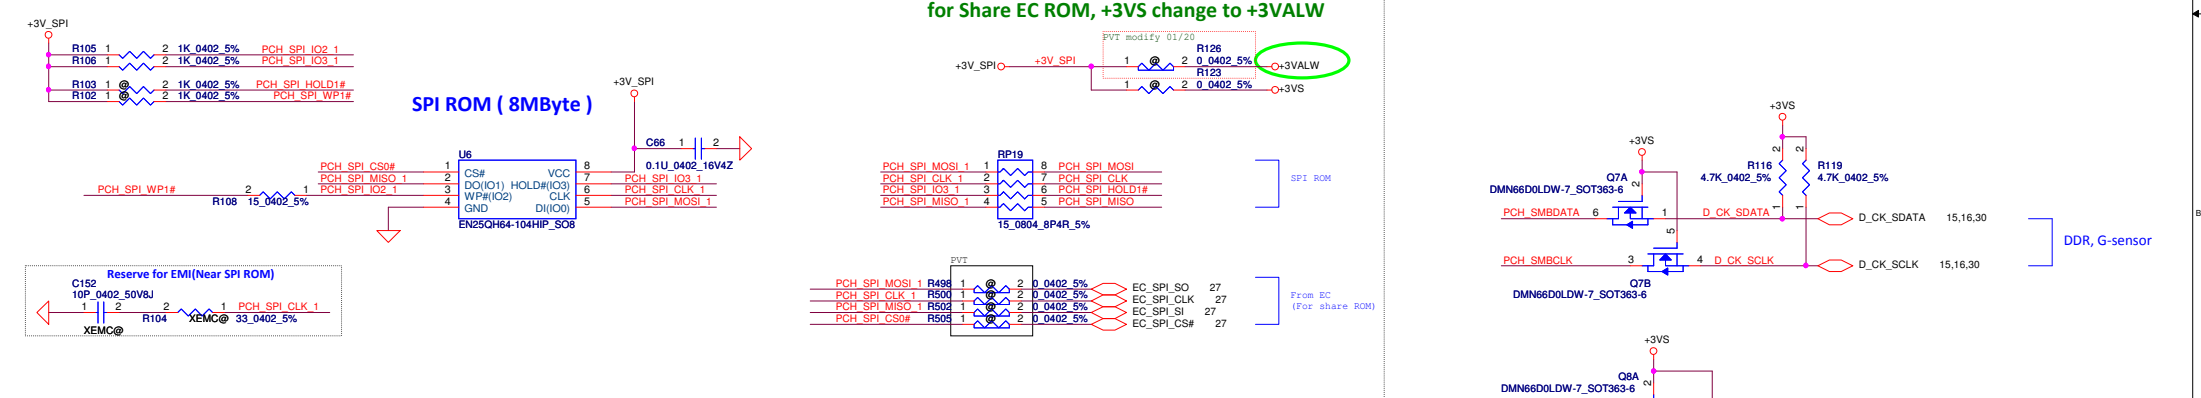 for Share EC ROM, +3VS change to +3VALW
+3V_SPI
R105 1 2 1K_0402_5% PCH_SPI_IO2_1
R106 1 2 1K_0402_5% PCH_SPI_IO3_1
R103 1 @ 2 1K_0402_5% PCH_SPI_HOLD1#
R102 1 @ 2 1K_0402_5% PCH_SPI_WP1#
SPI ROM ( 8MByte )
+3V_SPI
C66 1 2
0.1U_0402_16V4Z
U6
PCH_SPI_CS0# 1 CS# VCC 8
PCH_SPI_MISO_1 2 DO(IO1) HOLD#(IO3) 7 PCH_SPI_IO3_1
PCH_SPI_WP1# 2 1 PCH_SPI_IO2_1 3 WP#(IO2) CLK 6 PCH_SPI_CLK_1
R108 15_0402_5%
4 GND DI(IO0) 5 PCH_SPI_MOSI_1
EN25QH64-104HIP_SO8
Reserve for EMI(Near SPI ROM)
C152
10P_0402_50V8J
1 2 2 1 PCH_SPI_CLK_1
R104 XEMC@ 33_0402_5%
XEMC@
PVT modify 01/20
R126
+3V_SPI +3V_SPI 1 @ 2 0_0402_5% +3VALW
R123
1 @ 2 0_0402_5% +3VS
RP19
PCH_SPI_MOSI_1 1 8 PCH_SPI_MOSI
PCH_SPI_CLK_1 2 7 PCH_SPI_CLK
PCH_SPI_IO3_1 3 6 PCH_SPI_HOLD1#
PCH_SPI_MISO_1 4 5 PCH_SPI_MISO
15_0804_8P4R_5%
SPI ROM
PVT
PCH_SPI_MOSI_1 R498 1 @ 2 0_0402_5% EC_SPI_SO 27
PCH_SPI_CLK_1 R500 1 @ 2 0_0402_5% EC_SPI_CLK 27
PCH_SPI_MISO_1 R502 1 @ 2 0_0402_5% EC_SPI_SI 27
PCH_SPI_CS0# R505 1 @ 2 0_0402_5% EC_SPI_CS# 27
From EC
(For share ROM)
+3VS
+3VS
2 2
R116 R119
4.7K_0402_5% 4.7K_0402_5%
1 1
Q7A
DMN66D0LDW-7_SOT363-6
2
PCH_SMBDATA 6 1 D_CK_SDATA D_CK_SDATA 15,16,30
5
PCH_SMBCLK 3 4 D_CK_SCLK D_CK_SCLK 15,16,30
Q7B
DMN66D0LDW-7_SOT363-6
DDR, G-sensor
+3VS
Q8A
DMN66D0LDW-7_SOT363-6
2
B